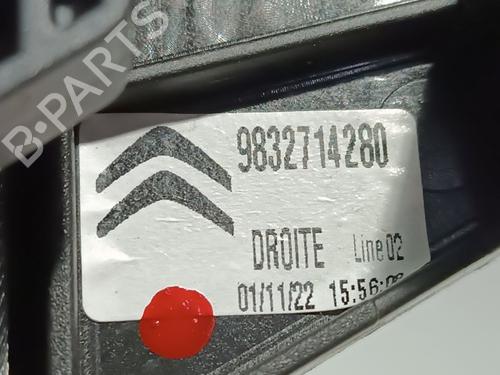 B-PARTS
9832714280
DROITE Line 02
01/11/22 15:56: